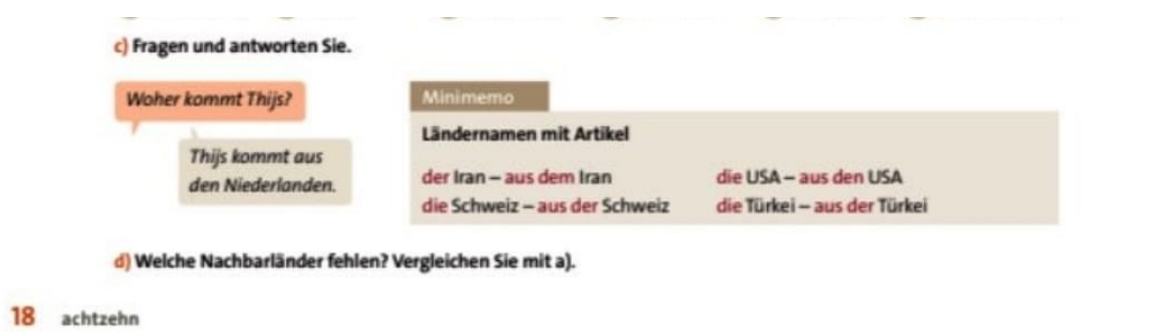 c) Fragen und antworten Sie.
Woher kommt Thijs?
Thijs kommt aus
den Niederlanden.
Minimemo
Ländernamen mit Artikel
der Iran – aus dem Iran
die USA – aus den USA
die Schweiz – aus der Schweiz
die Türkei – aus der Türkei
d) Welche Nachbarländer fehlen? Vergleichen Sie mit a).
18 achtzehn